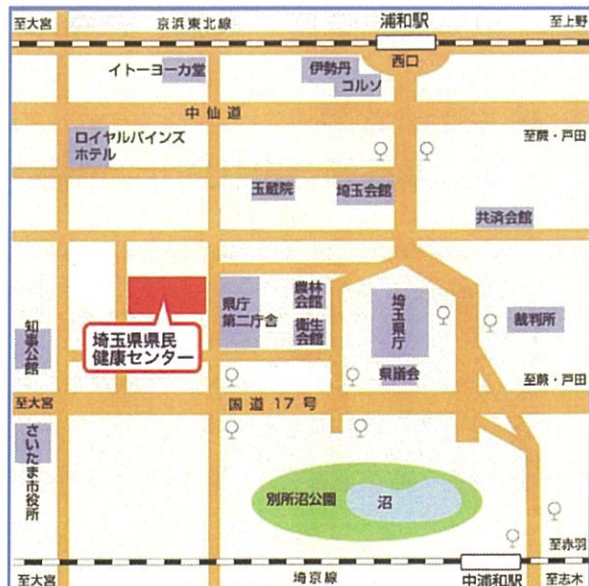 至大宮
京浜東北線
浦和駅
至上野
西口
イトーヨーカ堂
伊勢丹
コルソ
中仙道
至蕨・戸田
ロイヤルパインズ
ホテル
玉蔵院
埼玉会館
共済会館
県庁
第二庁舎
農林
会館
衛生
会館
埼玉県庁
裁判所
知事公館
埼玉県県民
健康センター
県議会
至蕨・戸田
至大宮
国道17号
さいたま市役所
別所沼公園
沼
至赤羽
至大宮
埼京線
中浦和駅
至志木